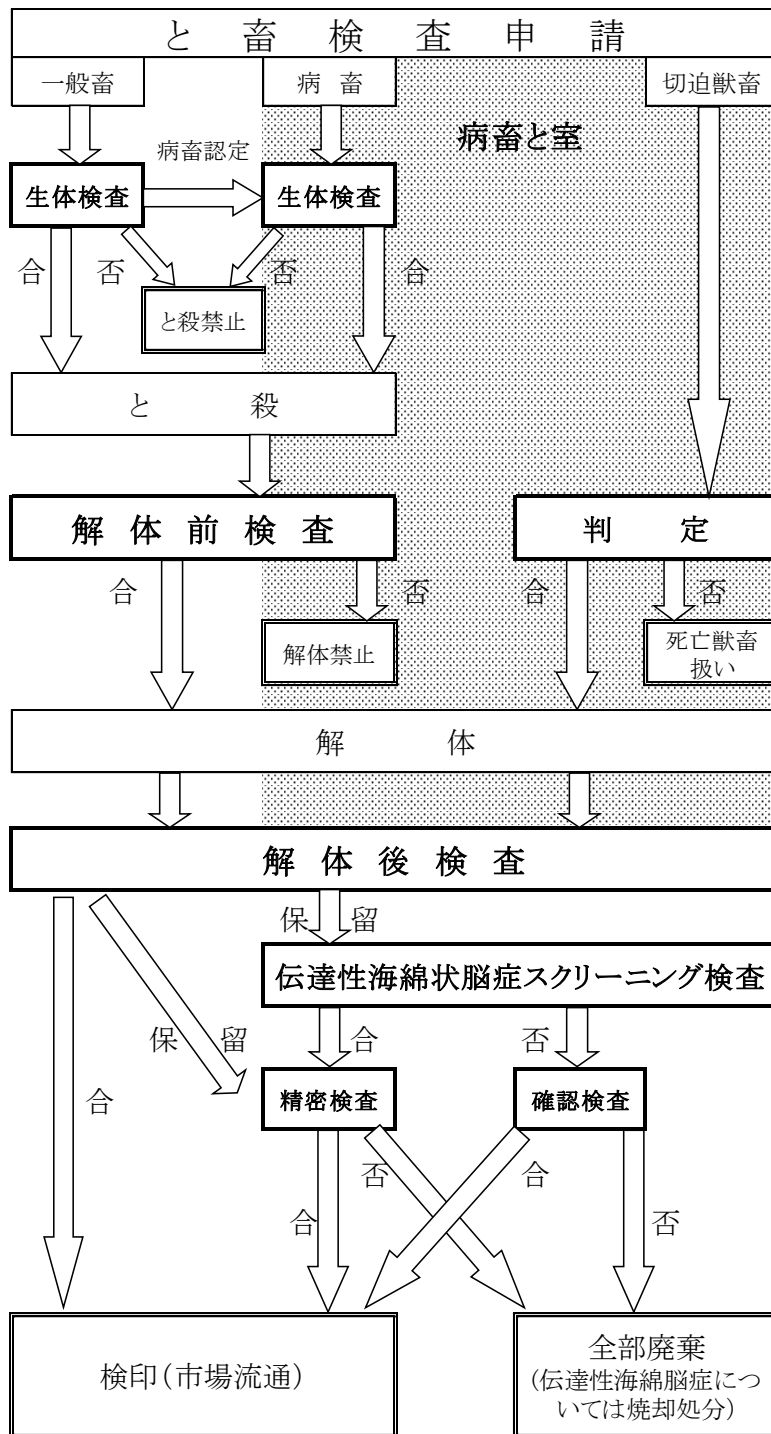 と畜検査申請
一般畜
病畜
切迫獣畜
病畜と室
病畜認定
生体検査
生体検査
合
否
否
合
と殺禁止
と殺
解体前検査
判定
合
否
合
否
解体禁止
死亡獣畜
扱い
解体
解体後検査
保留
伝達性海綿状脳症スクリーニング検査
保留
合
否
合
精密検査
確認検査
否
合
合
否
検印(市場流通)
全部廃棄
(伝達性海綿脳症につ
いては焼却処分)